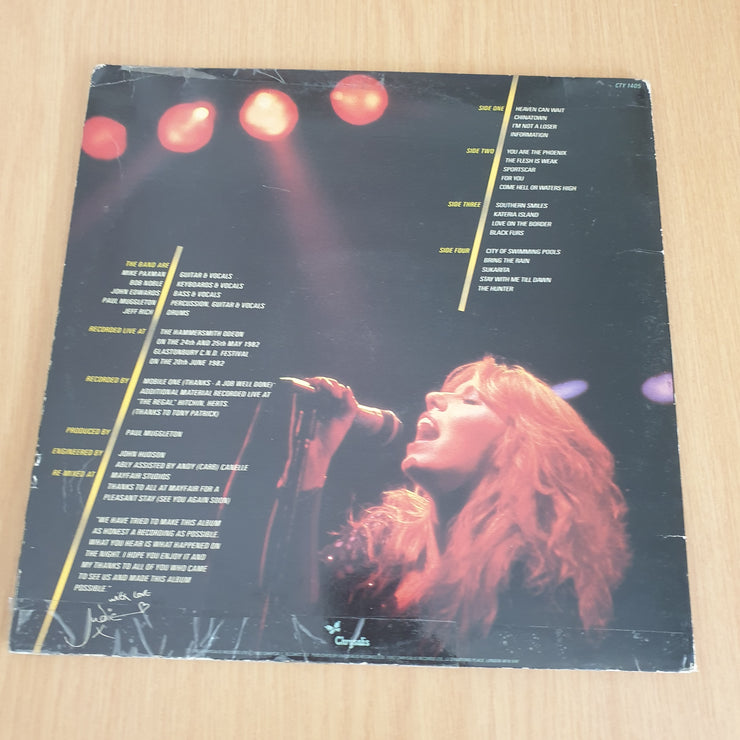 CTY 1405
SIDE ONE HEAVEN CAN WAIT
CHINATOWN
I'M NOT A LOSER
INFORMATION
SIDE TWO YOU ARE THE PHOENIX
THE FLESH IS WEAK
SPORTSCAR
FOR YOU
COME HELL OR WATERS HIGH
SIDE THREE SOUTHERN SMILES
KATERIA ISLAND
LOVE ON THE BORDER
BLACK FURS
SIDE FOUR CITY OF SWIMMING POOLS
BRING THE RAIN
SUKARITA
STAY WITH ME TILL DAWN
THE HUNTER
THE BAND ARE
MIKE PAXMAN GUITAR & VOCALS
BOB NOBLE KEYBOARDS & VOCALS
JOHN EDWARDS BASS & VOCALS
PAUL MUGGLETON PERCUSSION, GUITAR & VOCALS
JEFF RICH DRUMS
RECORDED LIVE AT THE HAMMERSMITH ODEON
ON THE 24th AND 25th MAY 1982
GLASTONBURY C.N.D. FESTIVAL
ON THE 20th JUNE 1982
RECORDED BY MOBILE ONE (THANKS - A JOB WELL DONE)
ADDITIONAL MATERIAL RECORDED LIVE AT
"THE REGAL" HITCHIN, HERTS.
(THANKS TO TONY PATRICK)
PRODUCED BY PAUL MUGGLETON
ENGINEERED BY JOHN HUDSON
ABLY ASSISTED BY ANDY (CABB) CANELLE
RE-MIXED AT MAYFAIR STUDIOS
THANKS TO ALL AT MAYFAIR FOR A
PLEASANT STAY (SEE YOU AGAIN SOON)
"WE HAVE TRIED TO MAKE THIS ALBUM
AS HONEST A RECORDING AS POSSIBLE.
WHAT YOU HEAR IS WHAT HAPPENED ON
THE NIGHT. I HOPE YOU ENJOY IT AND
MY THANKS TO ALL OF YOU WHO CAME
TO SEE US AND MADE THIS ALBUM
POSSIBLE."
with love
Judie x
Chrysalis